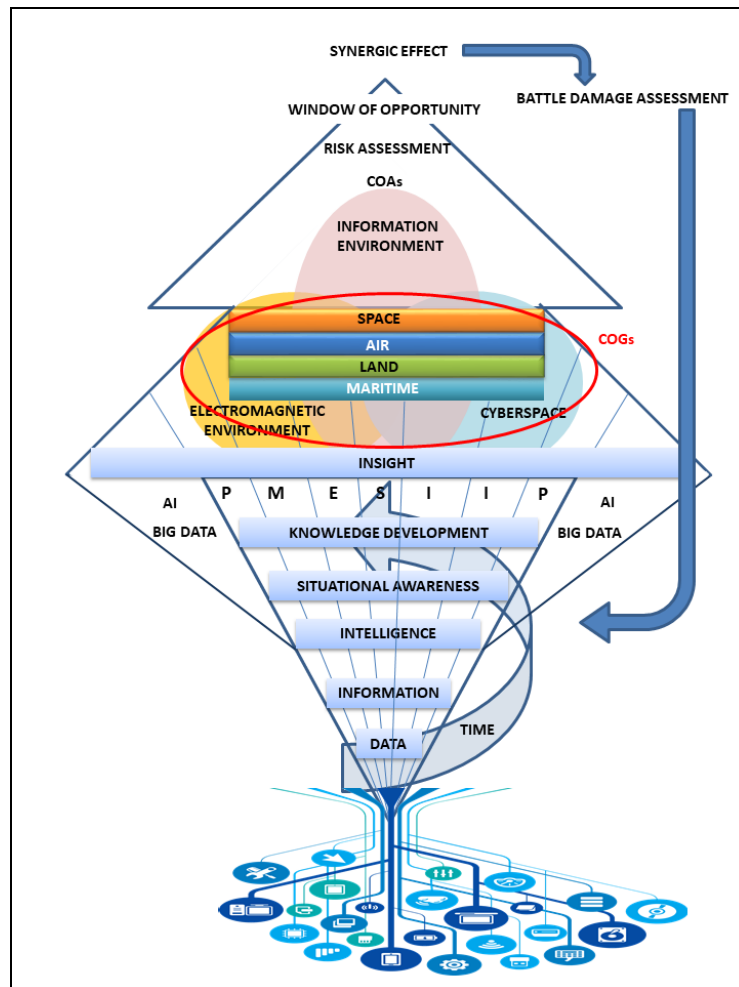 SYNERGIC EFFECT
BATTLE DAMAGE ASSESSMENT
WINDOW OF OPPORTUNITY
RISK ASSESSMENT
COAs
INFORMATION
ENVIRONMENT
SPACE
COGs
AIR
LAND
MARITIME
ELECTROMAGNETIC
ENVIRONMENT
CYBERSPACE
INSIGHT
AI
P M E S I I P
AI
BIG DATA
KNOWLEDGE DEVELOPMENT
BIG DATA
SITUATIONAL AWARENESS
INTELLIGENCE
INFORMATION
TIME
DATA